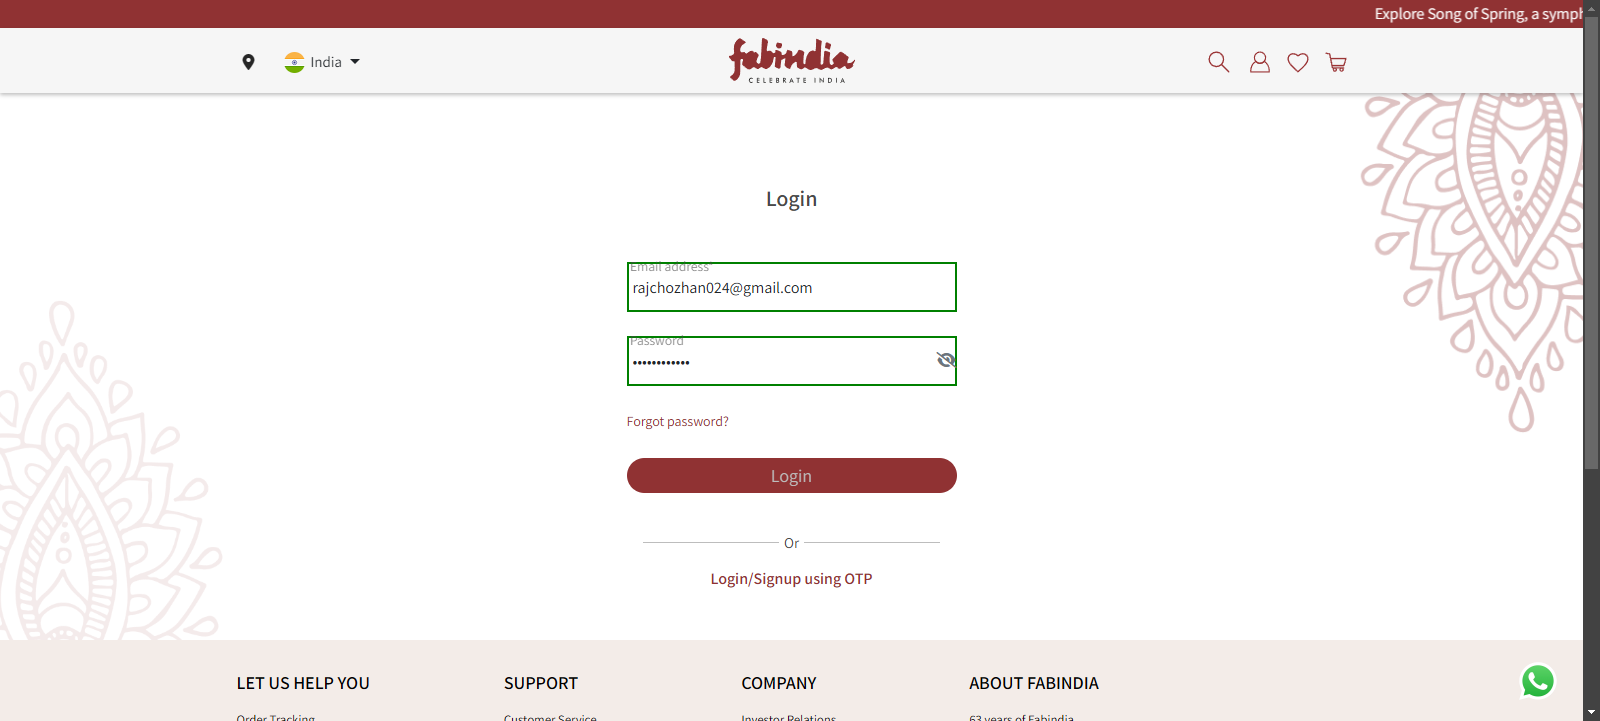 Explore Song of Spring, a symph
India
fabindia
CELEBRATE INDIA
Login
Email address*
rajchozhan024@gmail.com
Password
••••••••••••
Forgot password?
Login
Or
Login/Signup using OTP
LET US HELP YOU
SUPPORT
COMPANY
ABOUT FABINDIA
Order Tracking
Customer Service
Investor Relations
63 years of Fabindia